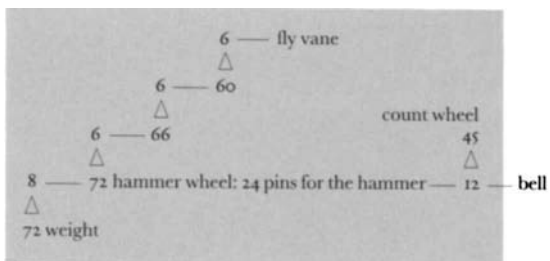 6 — fly vane
6 — 60
count wheel
6 — 66
45
8 — 72 hammer wheel: 24 pins for the hammer — 12 — bell
72 weight